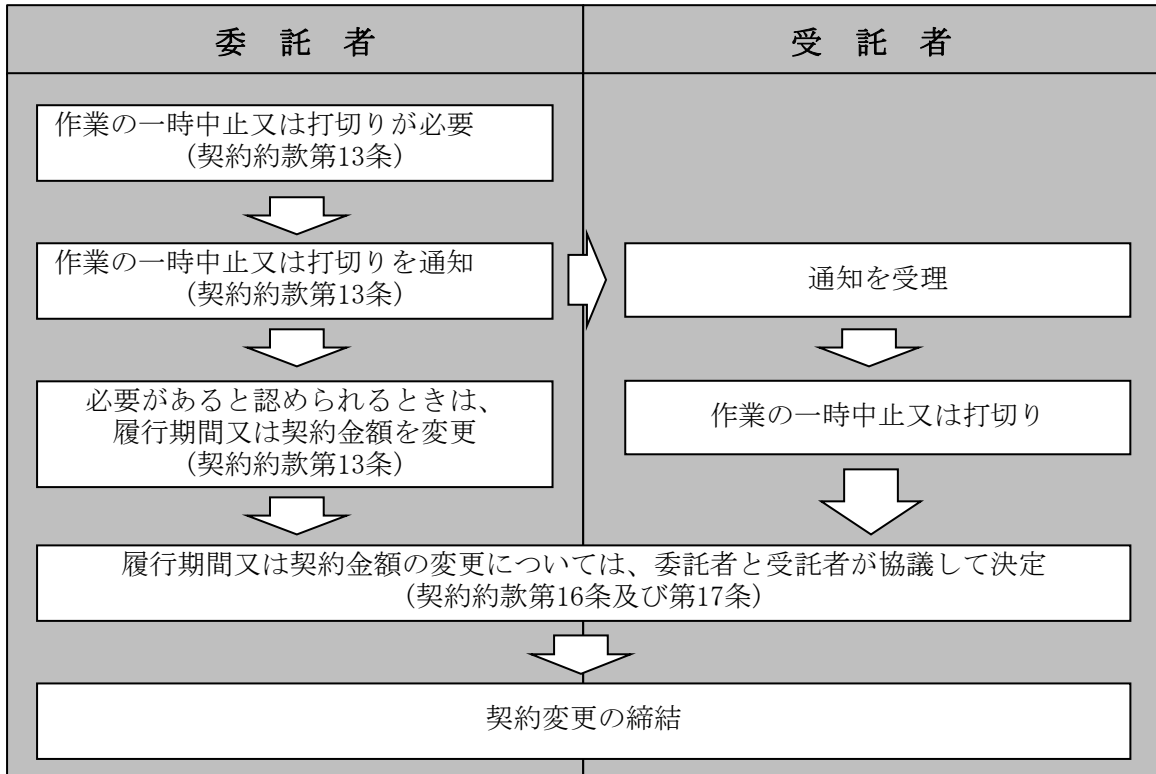 委　託　者
受　託　者
作業の一時中止又は打切りが必要
（契約約款第13条）
作業の一時中止又は打切りを通知
（契約約款第13条）
通知を受理
必要があると認められるときは、
履行期間又は契約金額を変更
（契約約款第13条）
作業の一時中止又は打切り
履行期間又は契約金額の変更については、委託者と受託者が協議して決定
（契約約款第16条及び第17条）
契約変更の締結